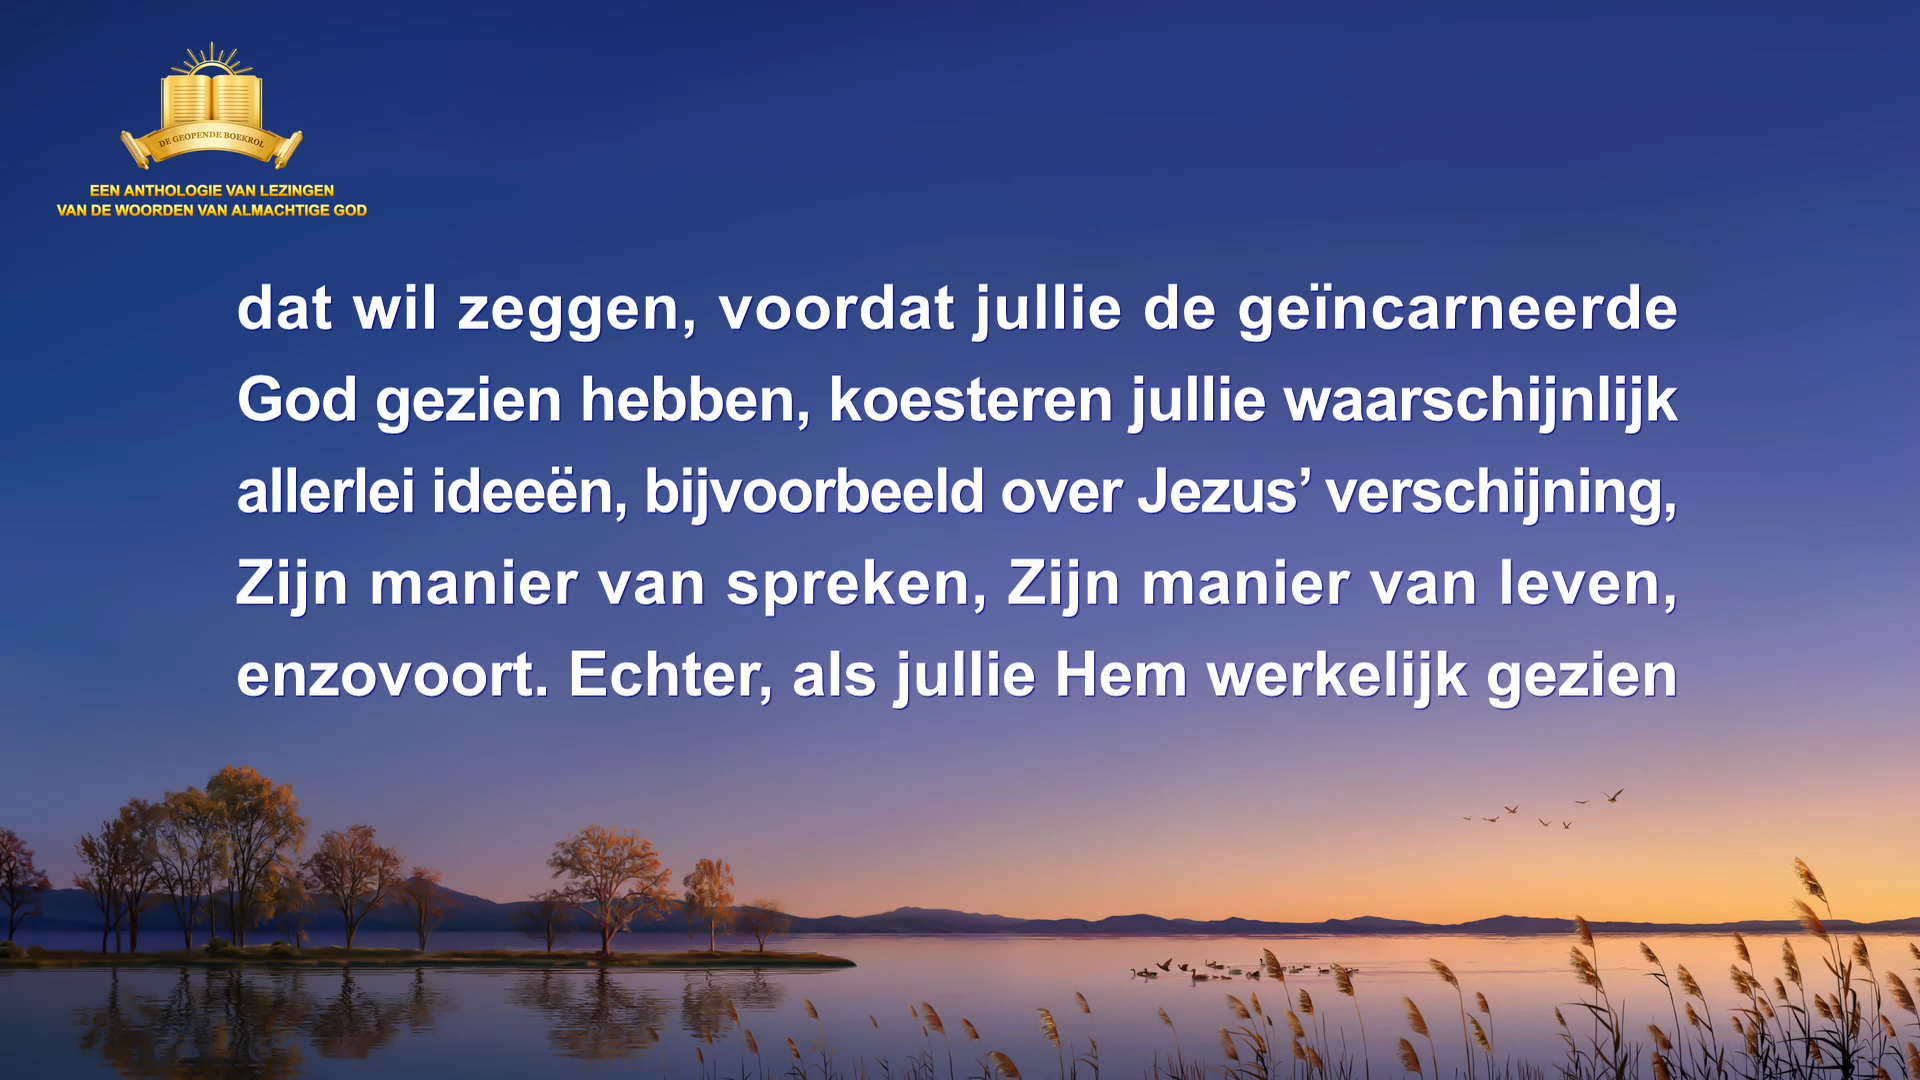 DE GEOPENDE BOEKROL
EEN ANTHOLOGIE VAN LEZINGEN
VAN DE WOORDEN VAN ALMACHTIGE GOD
dat wil zeggen, voordat jullie de geïncarneerde
God gezien hebben, koesteren jullie waarschijnlijk
allerlei ideeën, bijvoorbeeld over Jezus’ verschijning,
Zijn manier van spreken, Zijn manier van leven,
enzovoort. Echter, als jullie Hem werkelijk gezien